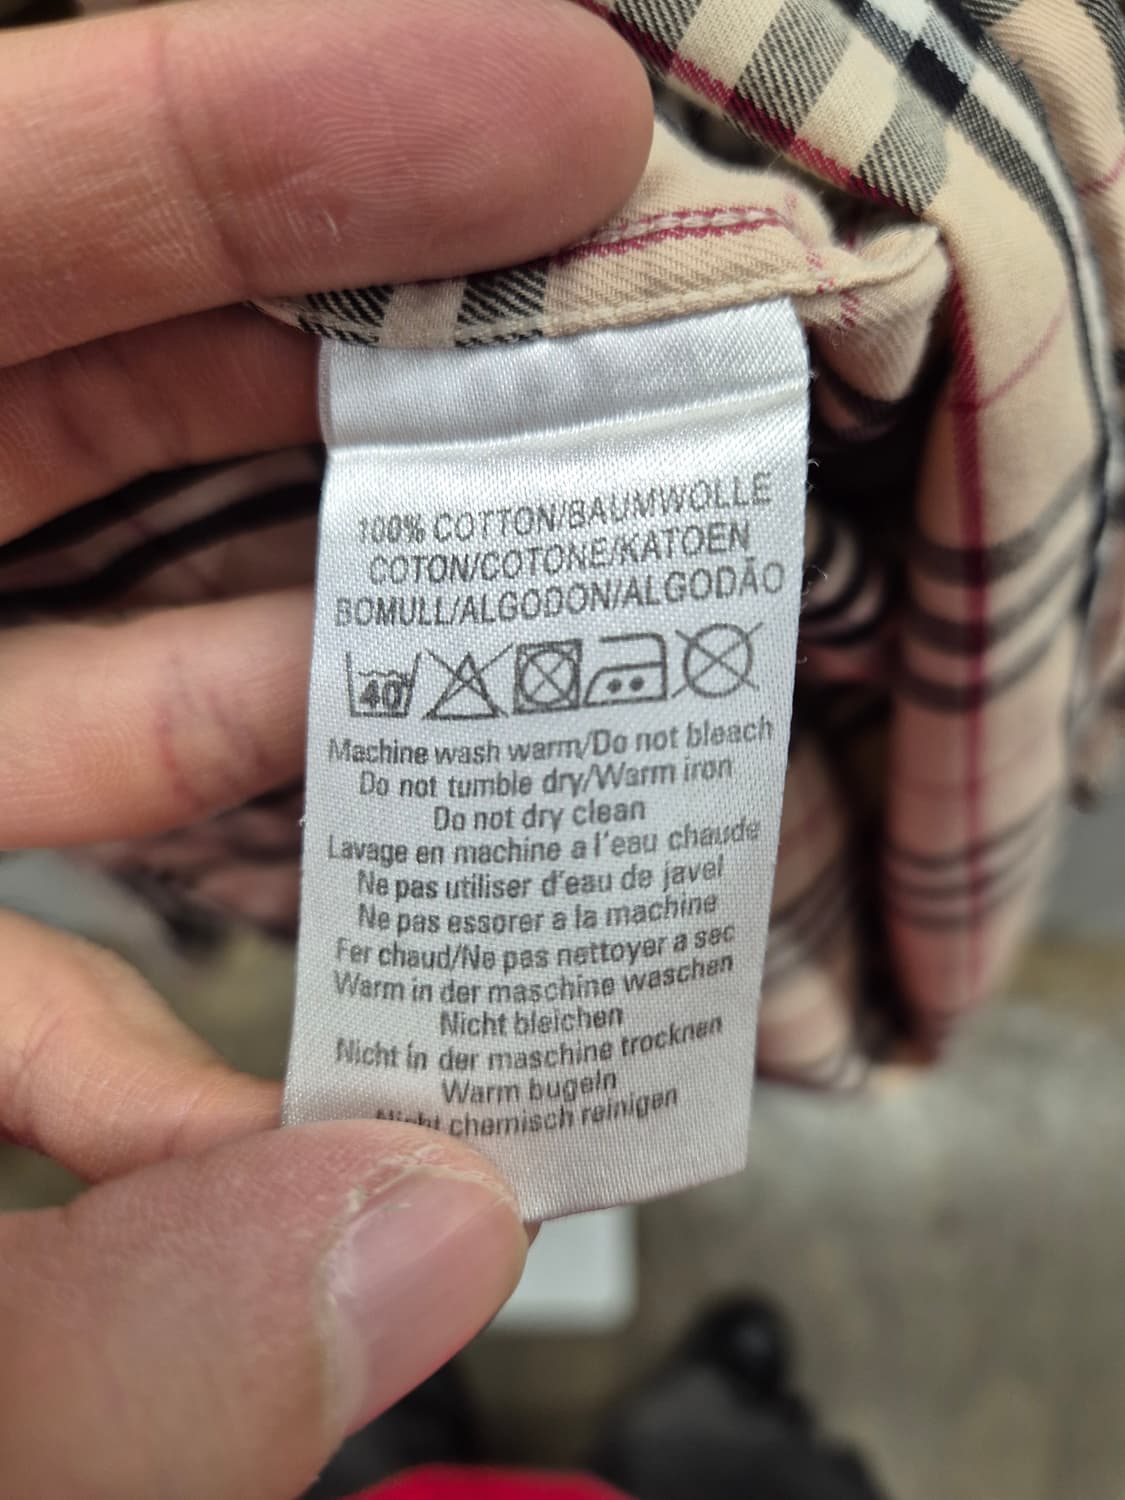 100% COTTON/BAUMWOLLE
COTON/COTONE/KATOEN
BOMULL/ALGODON/ALGODÃO
40
Machine wash warm/Do not bleach
Do not tumble dry/Warm iron
Do not dry clean
Lavage en machine a l'eau chaude
Ne pas utiliser d'eau de javel
Ne pas essorer a la machine
Fer chaud/Ne pas nettoyer a sec
Warm in der maschine waschen
Nicht bleichen
Nicht in der maschine trocknen
Warm bugeln
Nicht chemisch reinigen